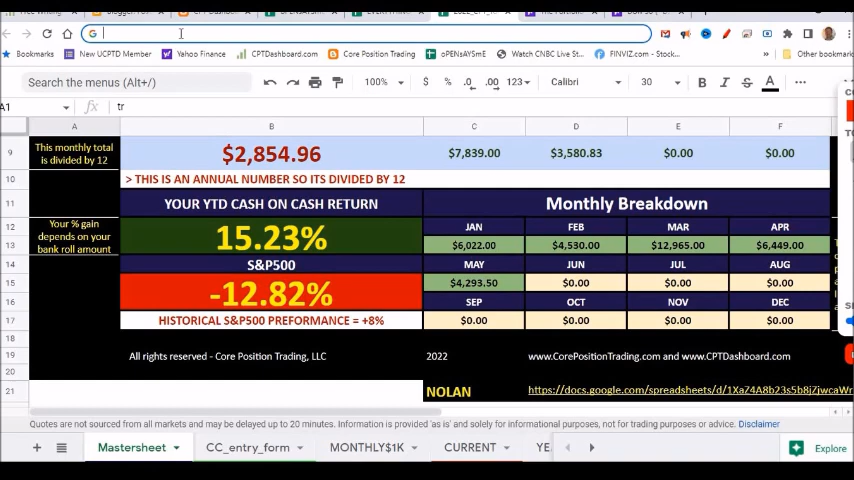 Bookmarks New UCPTD Member Yahoo Finance CPTDashboard.com Core Position Trading oPENsAYSmE Watch CNBC Live St... FINVIZ.com - Stock... Other bookmarks
Search the menus (Alt+/) 100% $ % .0 .00 123 Calibri 30 B I S A
A1 fx tr
A B C D E F
9 This monthly total is divided by 12 $2,854.96 $7,839.00 $3,580.83 $0.00 $0.00
10 > THIS IS AN ANNUAL NUMBER SO ITS DIVIDED BY 12
11 YOUR YTD CASH ON CASH RETURN Monthly Breakdown
12 Your % gain depends on your bank roll amount 15.23% JAN FEB MAR APR
13 $6,022.00 $4,530.00 $12,965.00 $6,449.00
14 S&P500 MAY JUN JUL AUG
15 -12.82% $4,293.50 $0.00 $0.00 $0.00
16 SEP OCT NOV DEC
17 HISTORICAL S&P500 PREFORMANCE = +8% $0.00 $0.00 $0.00 $0.00
18
19 All rights reserved - Core Position Trading, LLC 2022 www.CorePositionTrading.com and www.CPTDashboard.com
20
21 NOLAN https://docs.google.com/spreadsheets/d/1XaZ4A8b23s5b8jZjwcaWr
Quotes are not sourced from all markets and may be delayed up to 20 minutes. Information is provided 'as is' and solely for informational purposes, not for trading purposes or advice. Disclaimer
Mastersheet CC_entry_form MONTHLY$1K CURRENT YE Explore